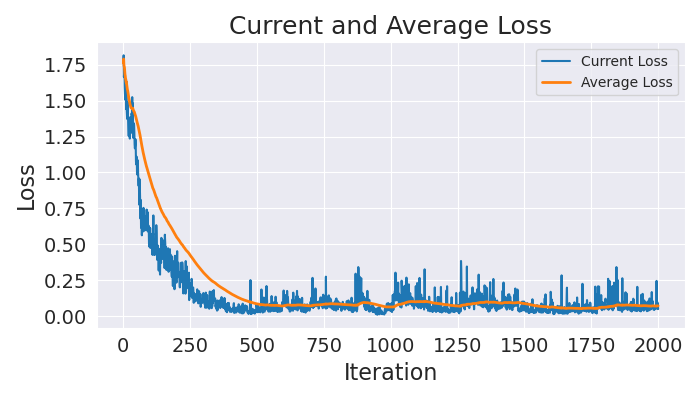 Current and Average Loss
Current Loss
Average Loss
Loss
1.75
1.50
1.25
1.00
0.75
0.50
0.25
0.00
0 250 500 750 1000 1250 1500 1750 2000
Iteration